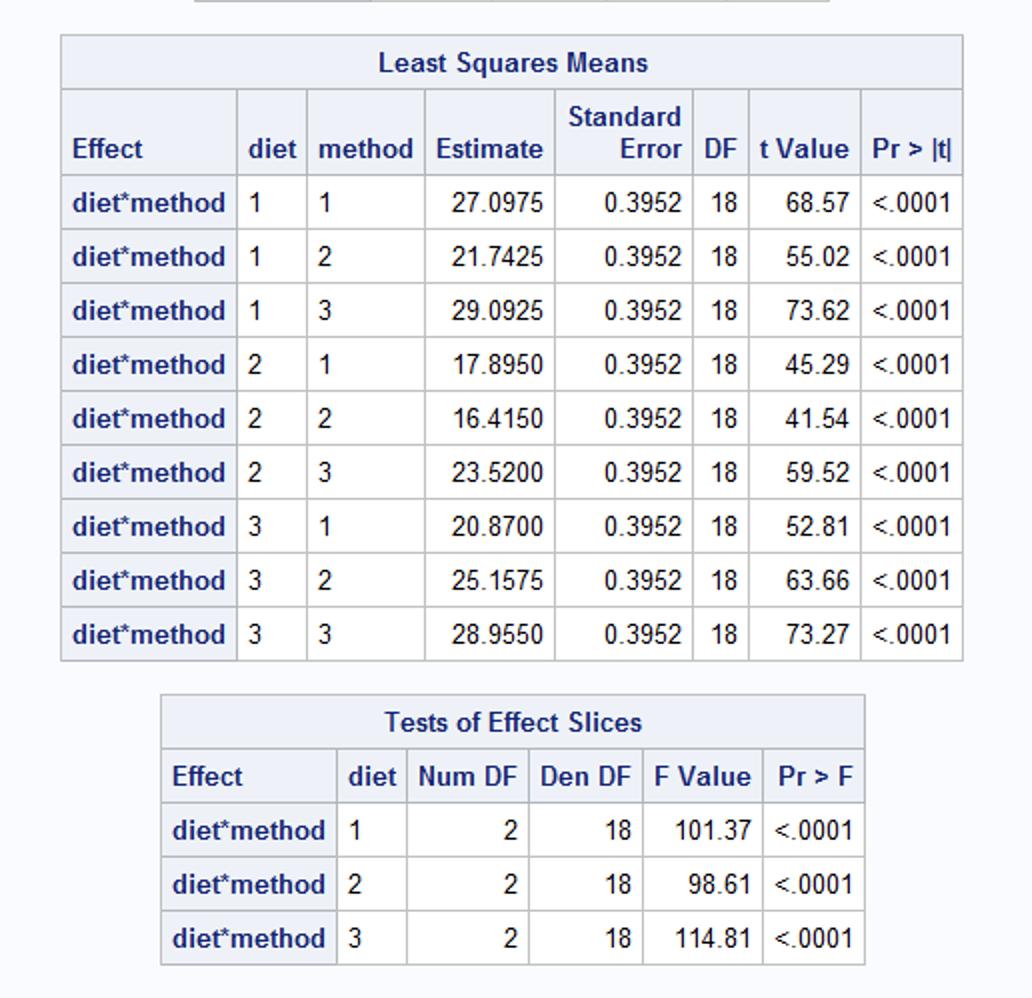 Least Squares Means
Effect diet method Estimate Standard Error DF t Value Pr > |t|
diet*method 1 1 27.0975 0.3952 18 68.57 <.0001
diet*method 1 2 21.7425 0.3952 18 55.02 <.0001
diet*method 1 3 29.0925 0.3952 18 73.62 <.0001
diet*method 2 1 17.8950 0.3952 18 45.29 <.0001
diet*method 2 2 16.4150 0.3952 18 41.54 <.0001
diet*method 2 3 23.5200 0.3952 18 59.52 <.0001
diet*method 3 1 20.8700 0.3952 18 52.81 <.0001
diet*method 3 2 25.1575 0.3952 18 63.66 <.0001
diet*method 3 3 28.9550 0.3952 18 73.27 <.0001
Tests of Effect Slices
Effect diet Num DF Den DF F Value Pr > F
diet*method 1 2 18 101.37 <.0001
diet*method 2 2 18 98.61 <.0001
diet*method 3 2 18 114.81 <.0001